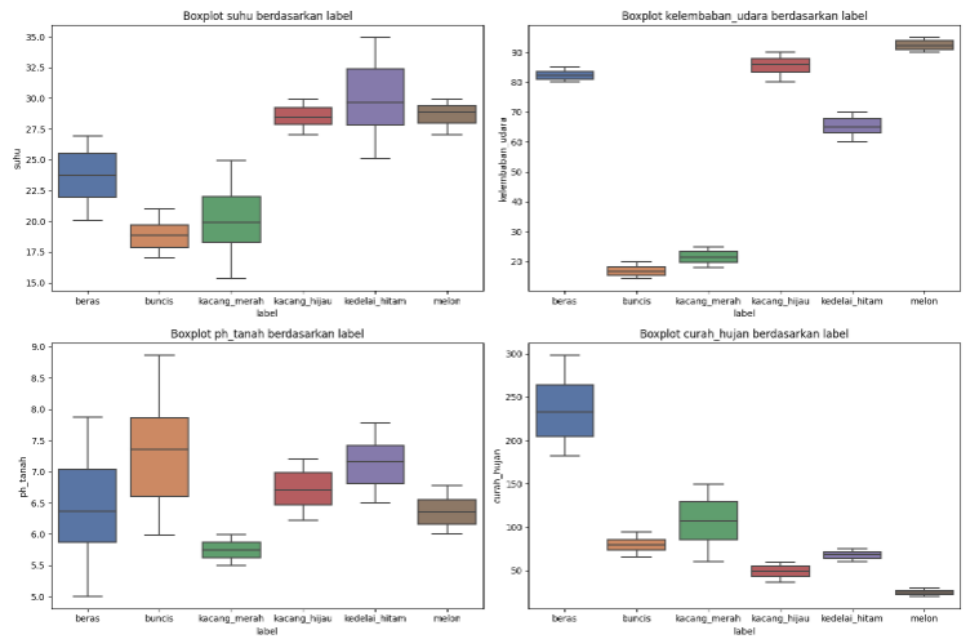 Boxplot suhu berdasarkan label
35.0
32.5
30.0
27.5
25.0
22.5
20.0
17.5
15.0
suhu
beras buncis kacang_merah kacang_hijau kedelai_hitam melon
label
Boxplot kelembaban_udara berdasarkan label
90
80
70
60
50
40
30
20
kelembaban_udara
beras buncis kacang_merah kacang_hijau kedelai_hitam melon
label
Boxplot ph_tanah berdasarkan label
9.0
8.5
8.0
7.5
7.0
6.5
6.0
5.5
5.0
ph_tanah
beras buncis kacang_merah kacang_hijau kedelai_hitam melon
label
Boxplot curah_hujan berdasarkan label
300
250
200
150
100
50
curah_hujan
beras buncis kacang_merah kacang_hijau kedelai_hitam melon
label